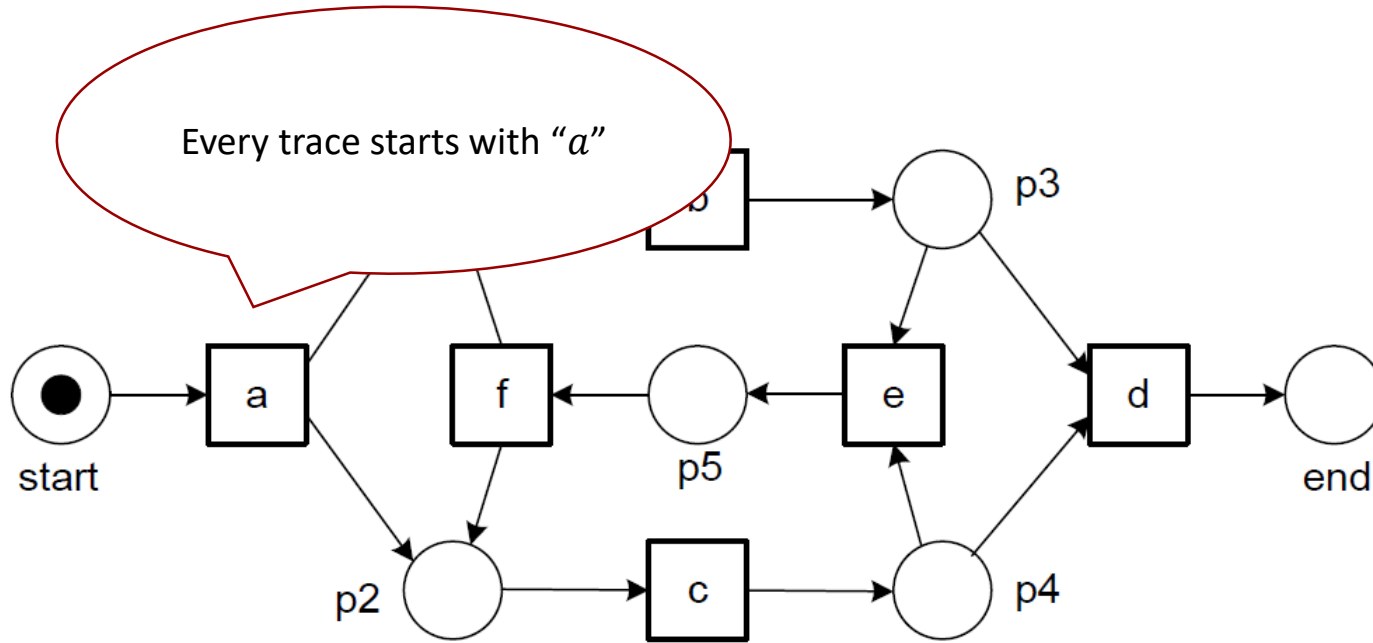 Every trace starts with “𝑎”
b
p3
a
f
e
d
start
p5
end
p2
c
p4